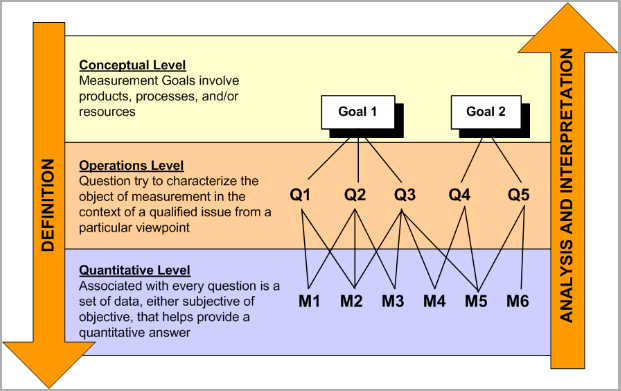 DEFINITION
Conceptual Level
Measurement Goals involve
products, processes, and/or
resources
Goal 1 Goal 2
Operations Level
Question try to characterize the
object of measurement in the
context of a qualified issue from a
particular viewpoint
Q1 Q2 Q3 Q4 Q5
Quantitative Level
Associated with every question is a
set of data, either subjective of
objective, that helps provide a
quantitative answer
M1 M2 M3 M4 M5 M6
ANALYSIS AND INTERPRETATION